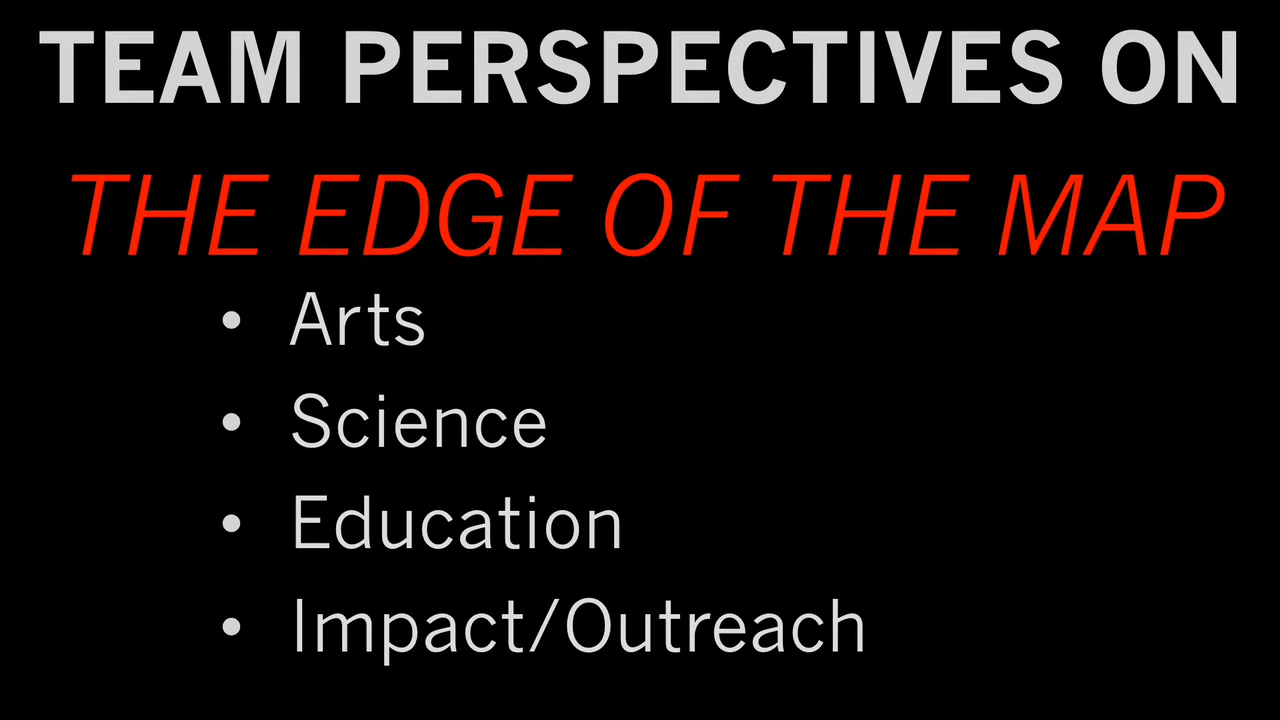 TEAM PERSPECTIVES ON
THE EDGE OF THE MAP
• Arts
• Science
• Education
• Impact/Outreach